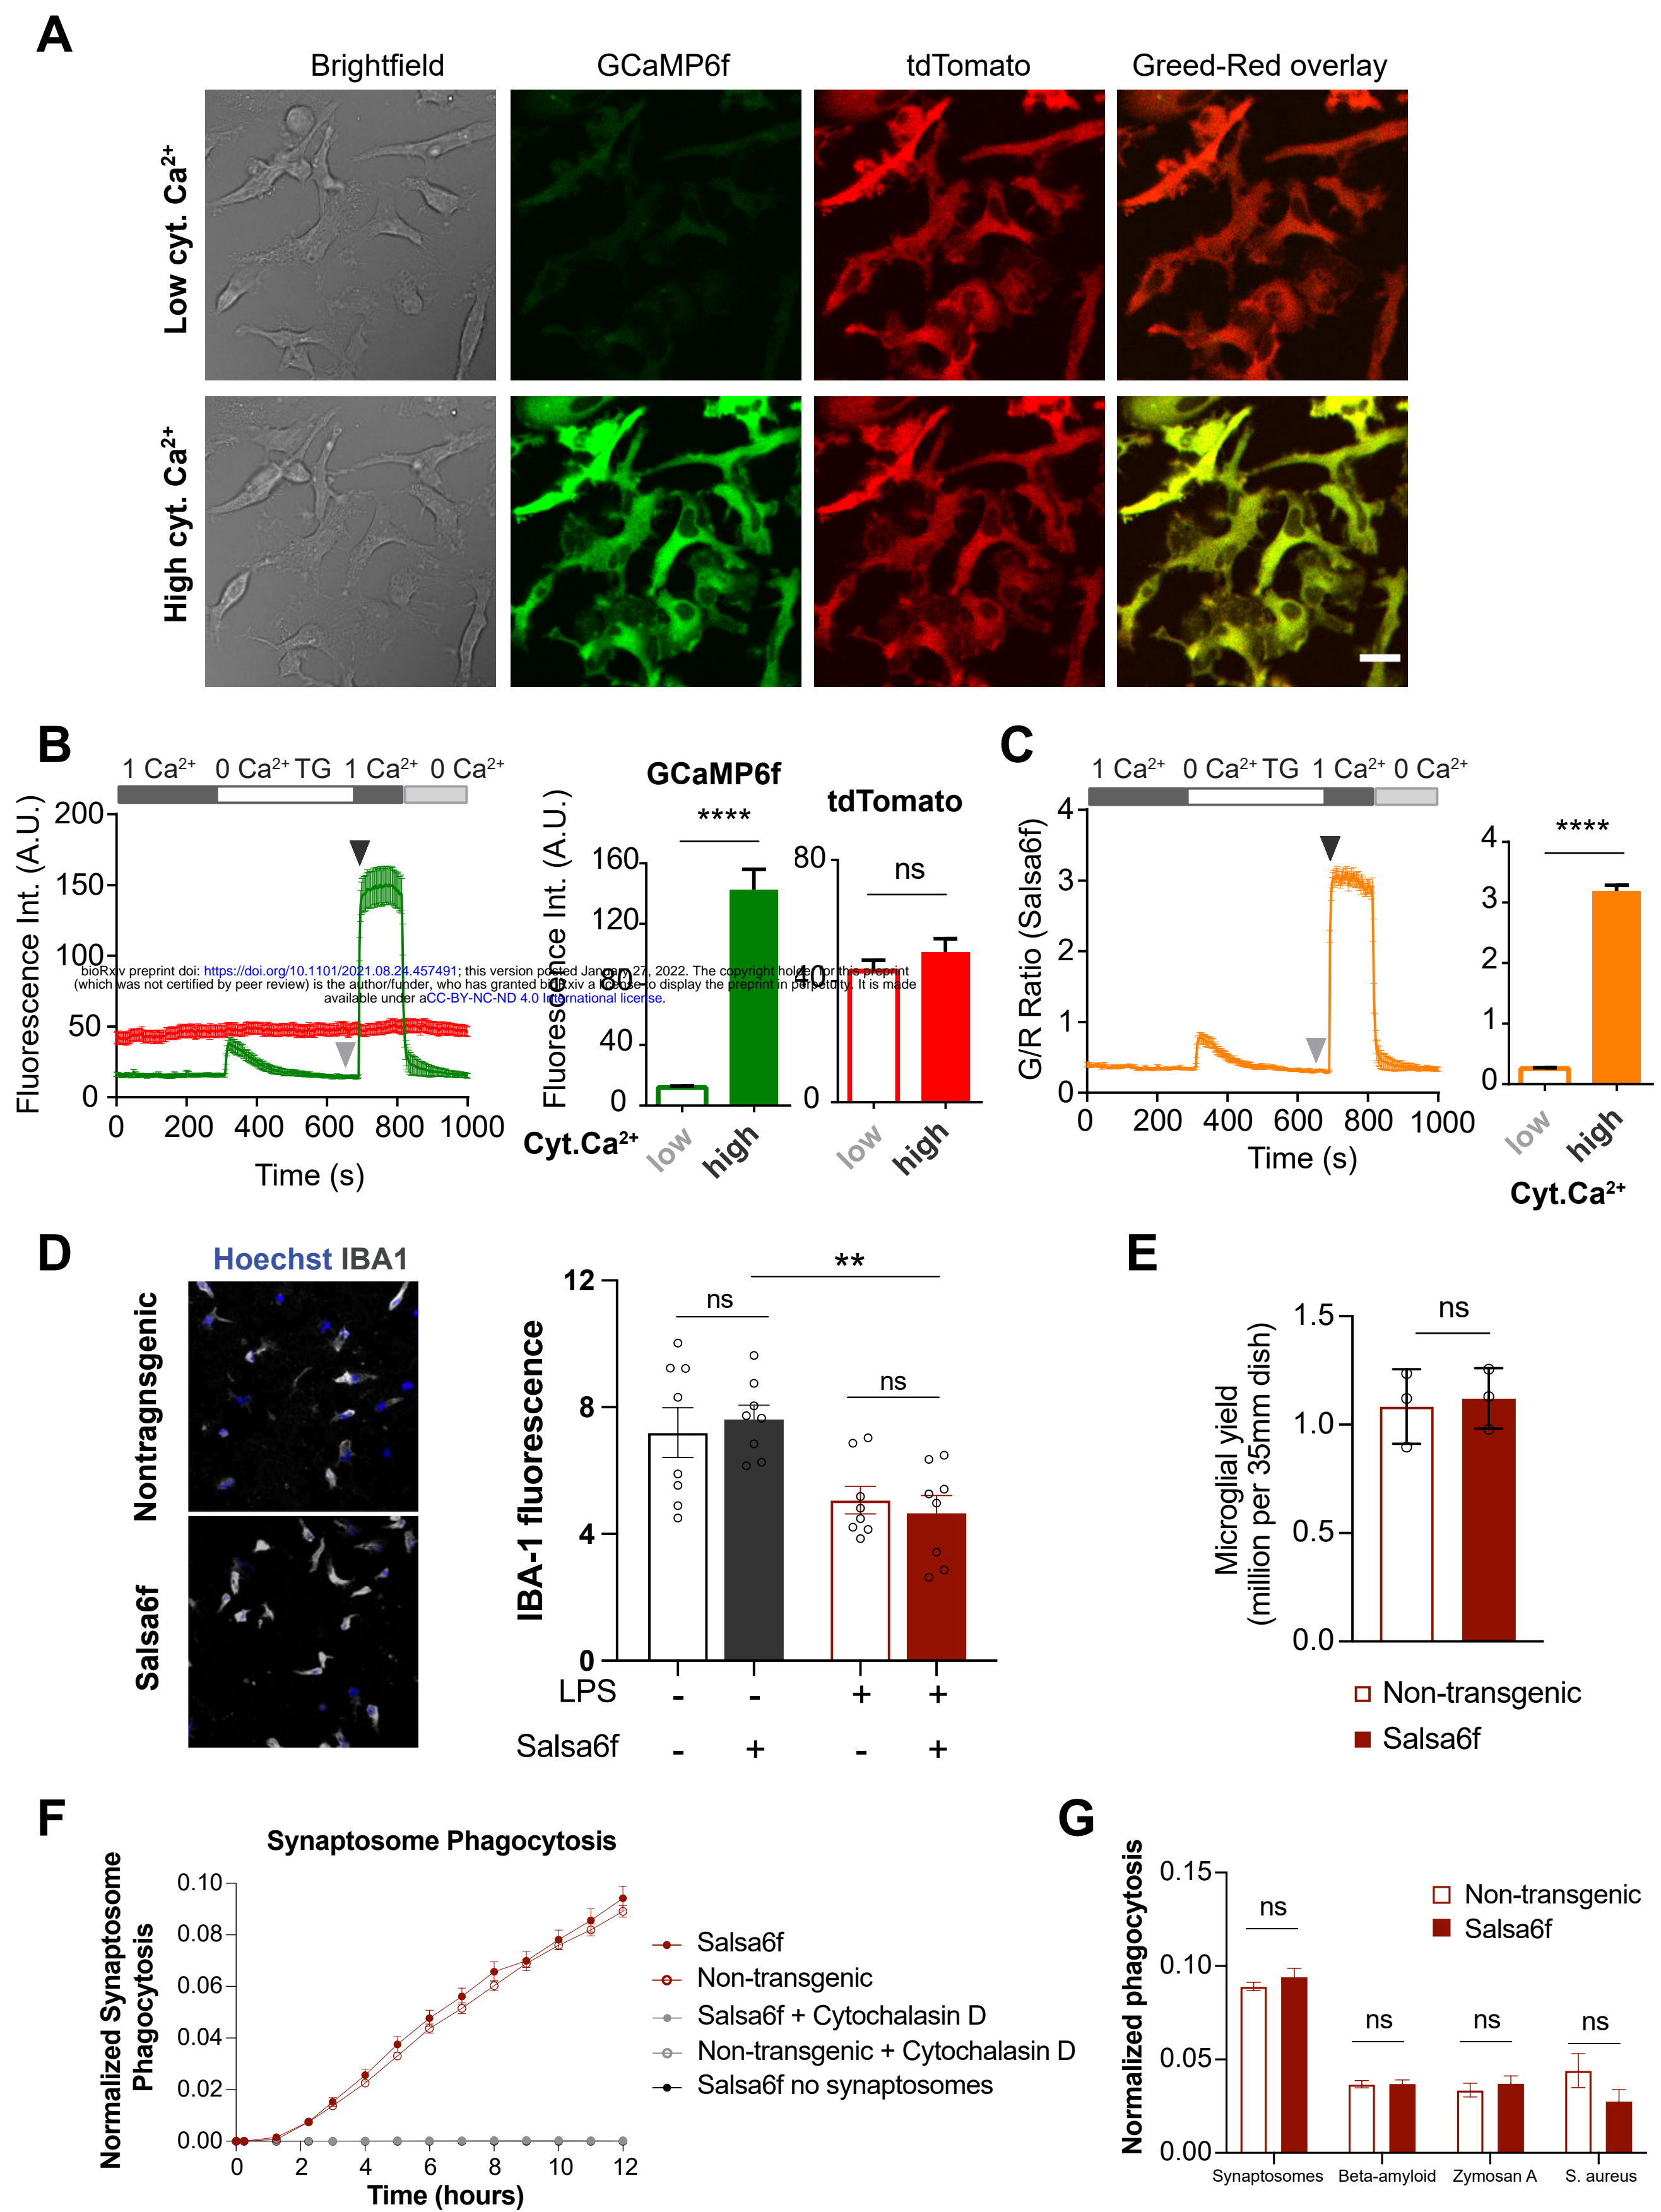 A
Brightfield
GCaMP6f
tdTomato
Greed-Red overlay
Low cyt. Ca2+
High cyt. Ca2+
B
1 Ca2+ 0 Ca2+ TG 1 Ca2+ 0 Ca2+
Fluorescence Int. (A.U.)
200
150
100
50
0
0 200 400 600 800 1000
Time (s)
GCaMP6f
****
Fluorescence Int. (A.U.)
160
120
80
40
0
Cyt.Ca2+
low
high
tdTomato
ns
80
40
0
low
high
bioRxiv preprint doi: https://doi.org/10.1101/2021.08.24.457491; this version posted January 27, 2022. The copyright holder for this preprint
(which was not certified by peer review) is the author/funder, who has granted bioRxiv a license to display the preprint in perpetuity. It is made
available under aCC-BY-NC-ND 4.0 International license.
C
1 Ca2+ 0 Ca2+ TG 1 Ca2+ 0 Ca2+
G/R Ratio (Salsa6f)
4
3
2
1
0
0 200 400 600 800 1000
Time (s)
****
4
3
2
1
0
low
high
Cyt.Ca2+
D
Hoechst IBA1
Nontragnsgenic
Salsa6f
IBA-1 fluorescence
12
8
4
0
ns
**
ns
LPS - - + +
Salsa6f - + - +
E
Microglial yield
(million per 35mm dish)
1.5
1.0
0.5
0.0
ns
Non-transgenic
Salsa6f
F
Synaptosome Phagocytosis
Normalized Synaptosome
Phagocytosis
0.10
0.08
0.06
0.04
0.02
0.00
0 2 4 6 8 10 12
Time (hours)
Salsa6f
Non-transgenic
Salsa6f + Cytochalasin D
Non-transgenic + Cytochalasin D
Salsa6f no synaptosomes
G
Normalized phagocytosis
0.15
0.10
0.05
0.00
ns
ns
ns
ns
Non-transgenic
Salsa6f
Synaptosomes Beta-amyloid Zymosan A S. aureus